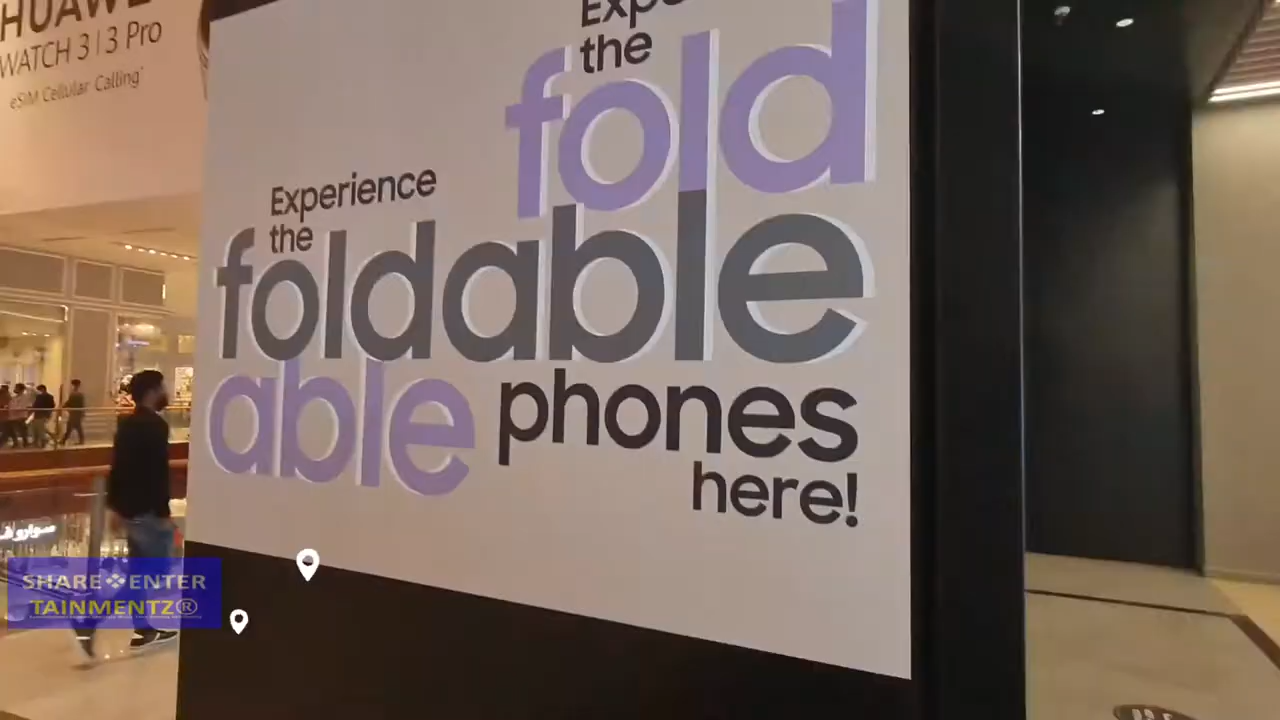 HUAWEI
WATCH 3 | 3 Pro
eSIM Cellular Calling*
the
fold
Experience
the
foldable
able
phones
here!
SHARE ENTER
TAINMENTZ®